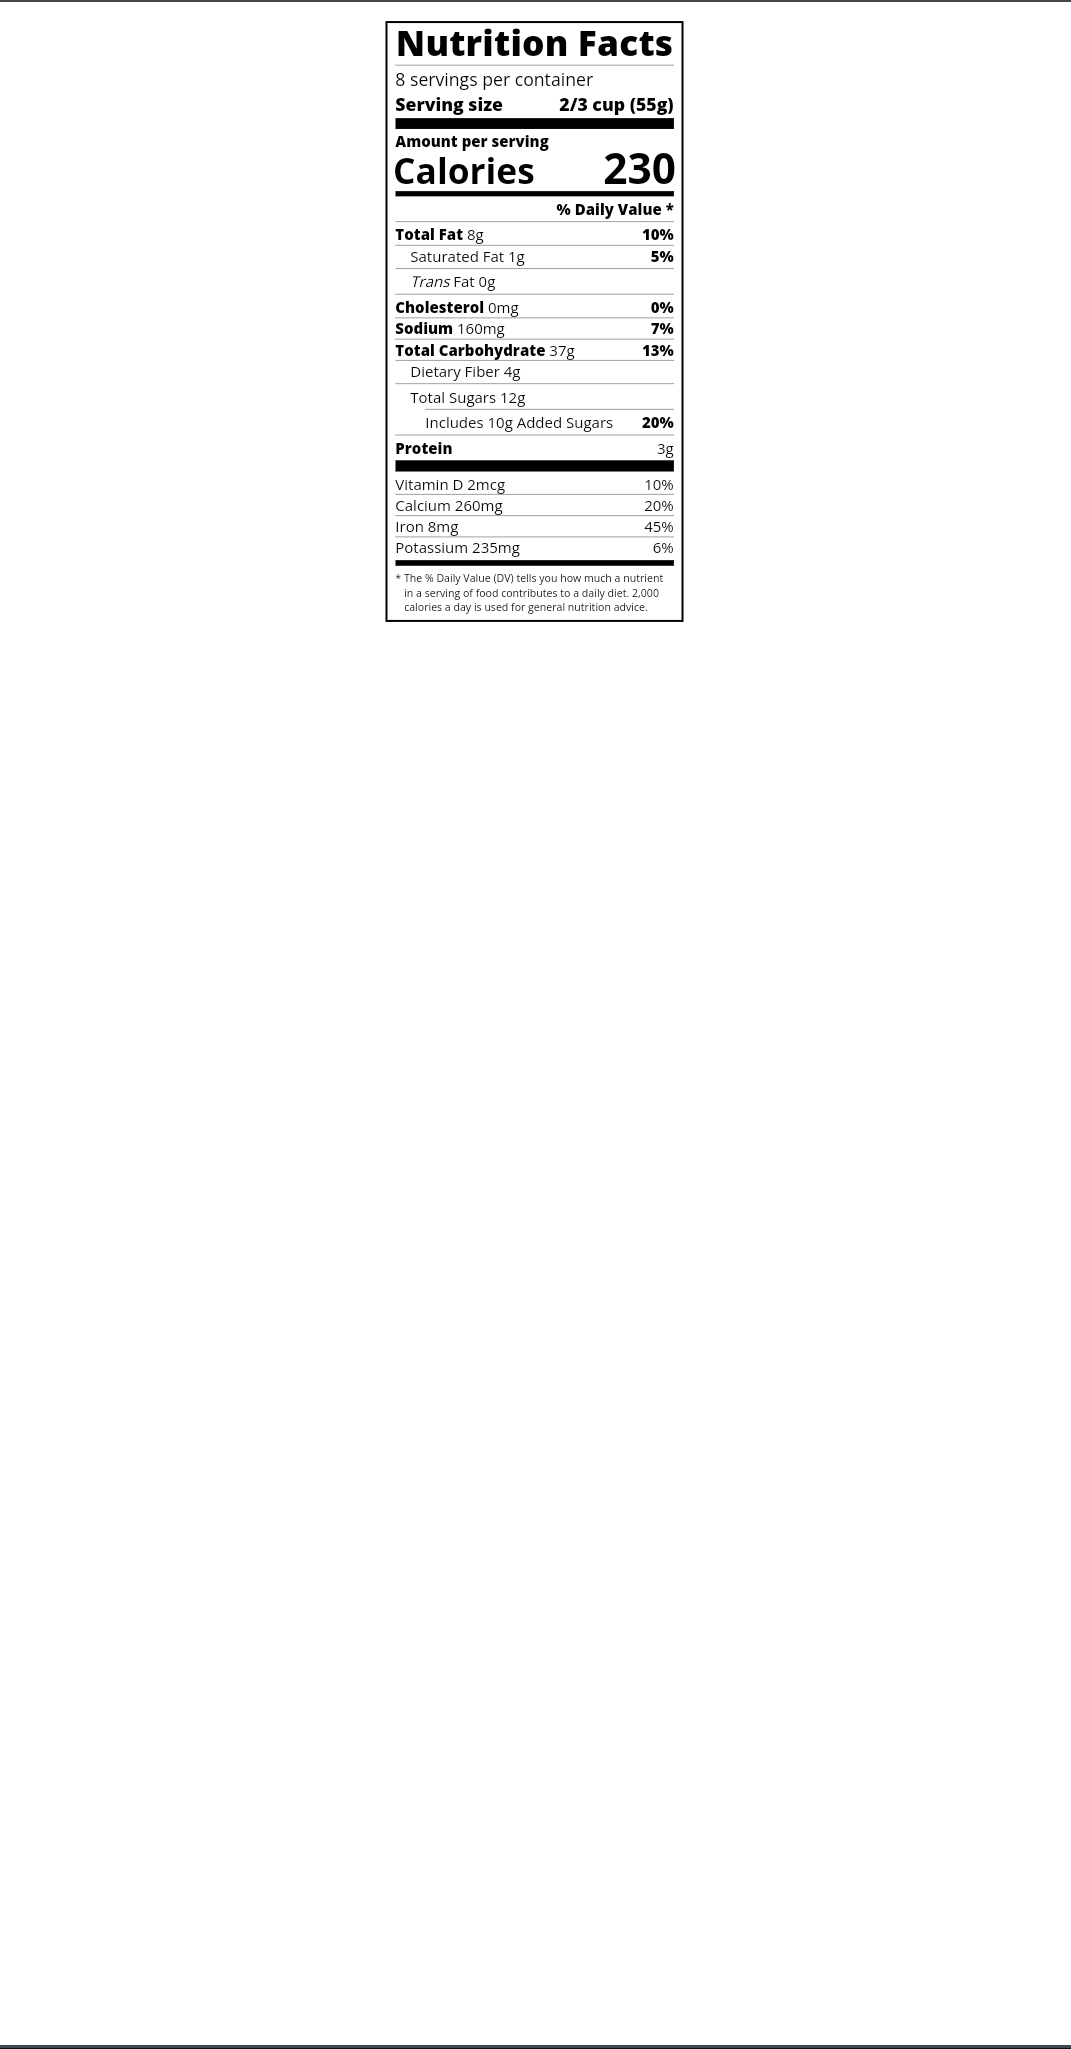 Nutrition Facts
8 servings per container
Serving size 2/3 cup (55g)
Amount per serving
Calories 230
% Daily Value *
Total Fat 8g 10%
Saturated Fat 1g 5%
Trans Fat 0g
Cholesterol 0mg 0%
Sodium 160mg 7%
Total Carbohydrate 37g 13%
Dietary Fiber 4g
Total Sugars 12g
Includes 10g Added Sugars 20%
Protein 3g
Vitamin D 2mcg 10%
Calcium 260mg 20%
Iron 8mg 45%
Potassium 235mg 6%
* The % Daily Value (DV) tells you how much a nutrient
in a serving of food contributes to a daily diet. 2,000
calories a day is used for general nutrition advice.